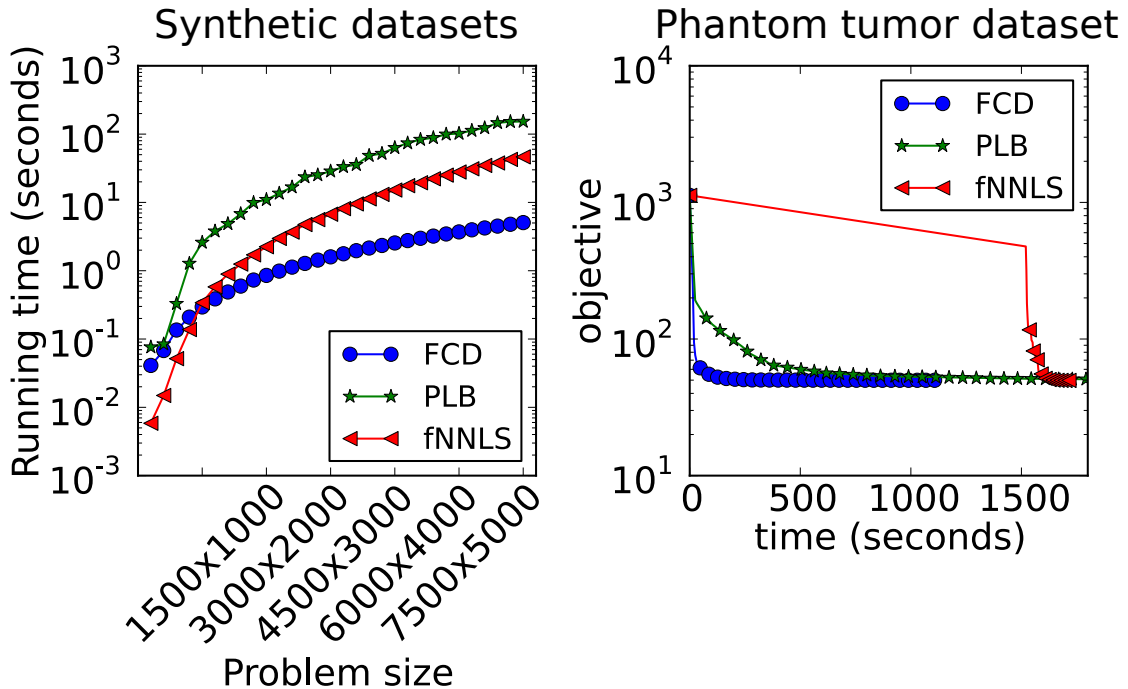 Synthetic datasets
Running time (seconds)
10^3
10^2
10^1
10^0
10^-1
10^-2
10^-3
FCD
PLB
fNNLS
1500x1000
3000x2000
4500x3000
6000x4000
7500x5000
Problem size
Phantom tumor dataset
objective
10^4
10^3
10^2
10^1
FCD
PLB
fNNLS
0 500 1000 1500
time (seconds)